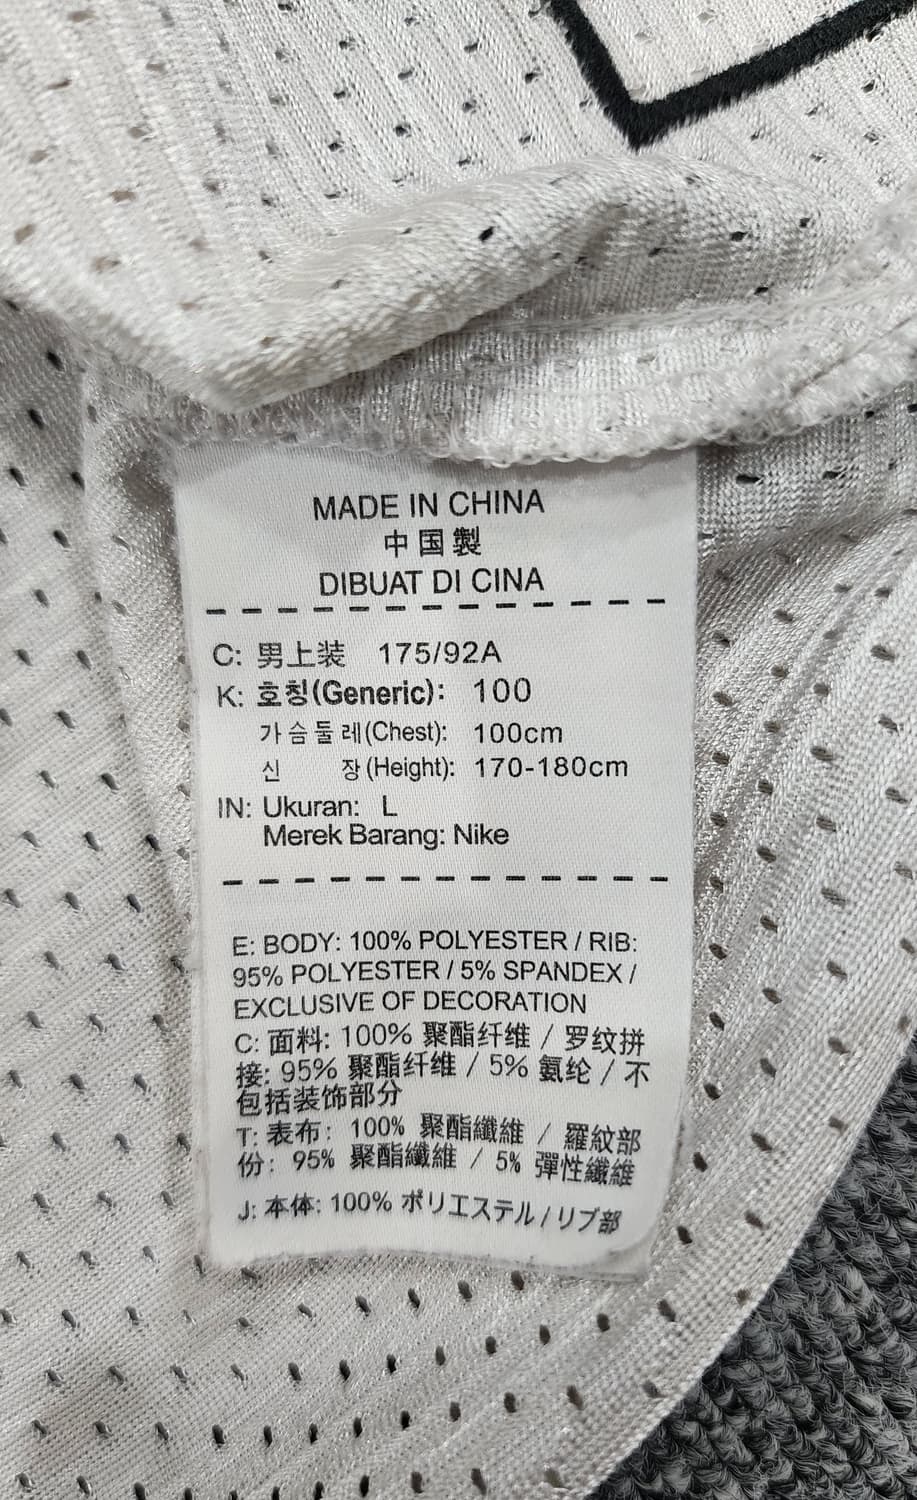 MADE IN CHINA
中国製
DIBUAT DI CINA
C: 男上装 175/92A
K: 호칭(Generic): 100
가슴둘레(Chest): 100cm
신 장(Height): 170-180cm
IN: Ukuran: L
Merek Barang: Nike
E: BODY: 100% POLYESTER / RIB:
95% POLYESTER / 5% SPANDEX /
EXCLUSIVE OF DECORATION
C: 面料: 100% 聚酯纤维 / 罗纹拼
接: 95% 聚酯纤维 / 5% 氨纶 / 不
包括装饰部分
T: 表布: 100% 聚酯纖維 / 羅紋部
份: 95% 聚酯纖維 / 5% 彈性纖維
J: 本体: 100% ポリエステル / リブ部